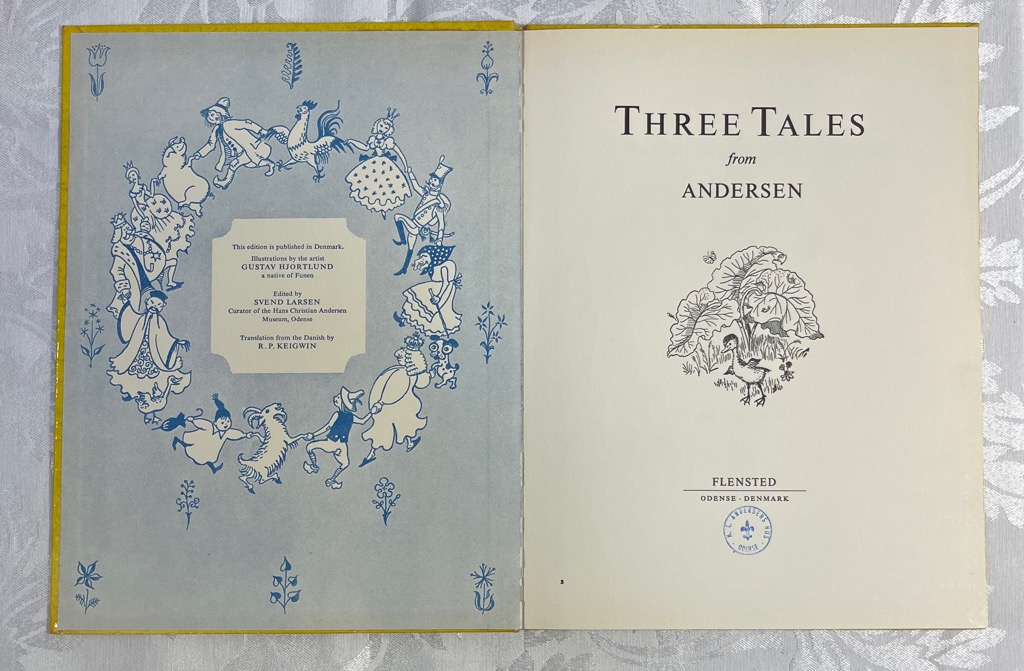 This edition is published in Denmark.
Illustrations by the artist
GUSTAV HJORTLUND
a native of Funen
Edited by
SVEND LARSEN
Curator of the Hans Christian Andersen
Museum, Odense
Translation from the Danish by
R. P. KEIGWIN
THREE TALES
from
ANDERSEN
FLENSTED
ODENSE - DENMARK
H. C. ANDERSENS HUS
ODENSE
3